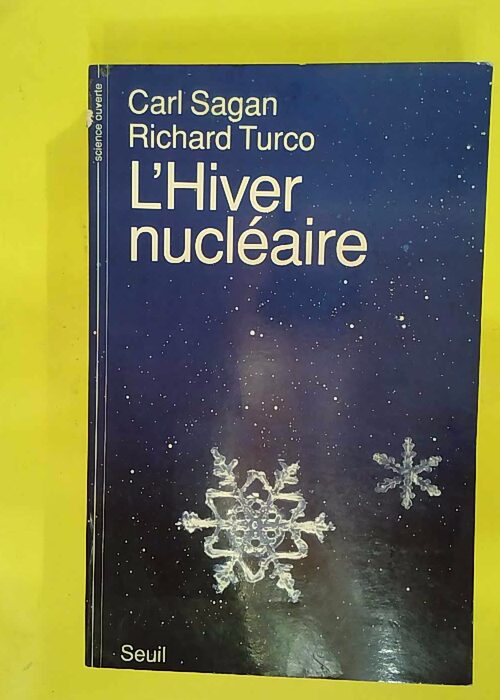 science ouverte
Carl Sagan
Richard Turco
L'Hiver
nucléaire
Seuil